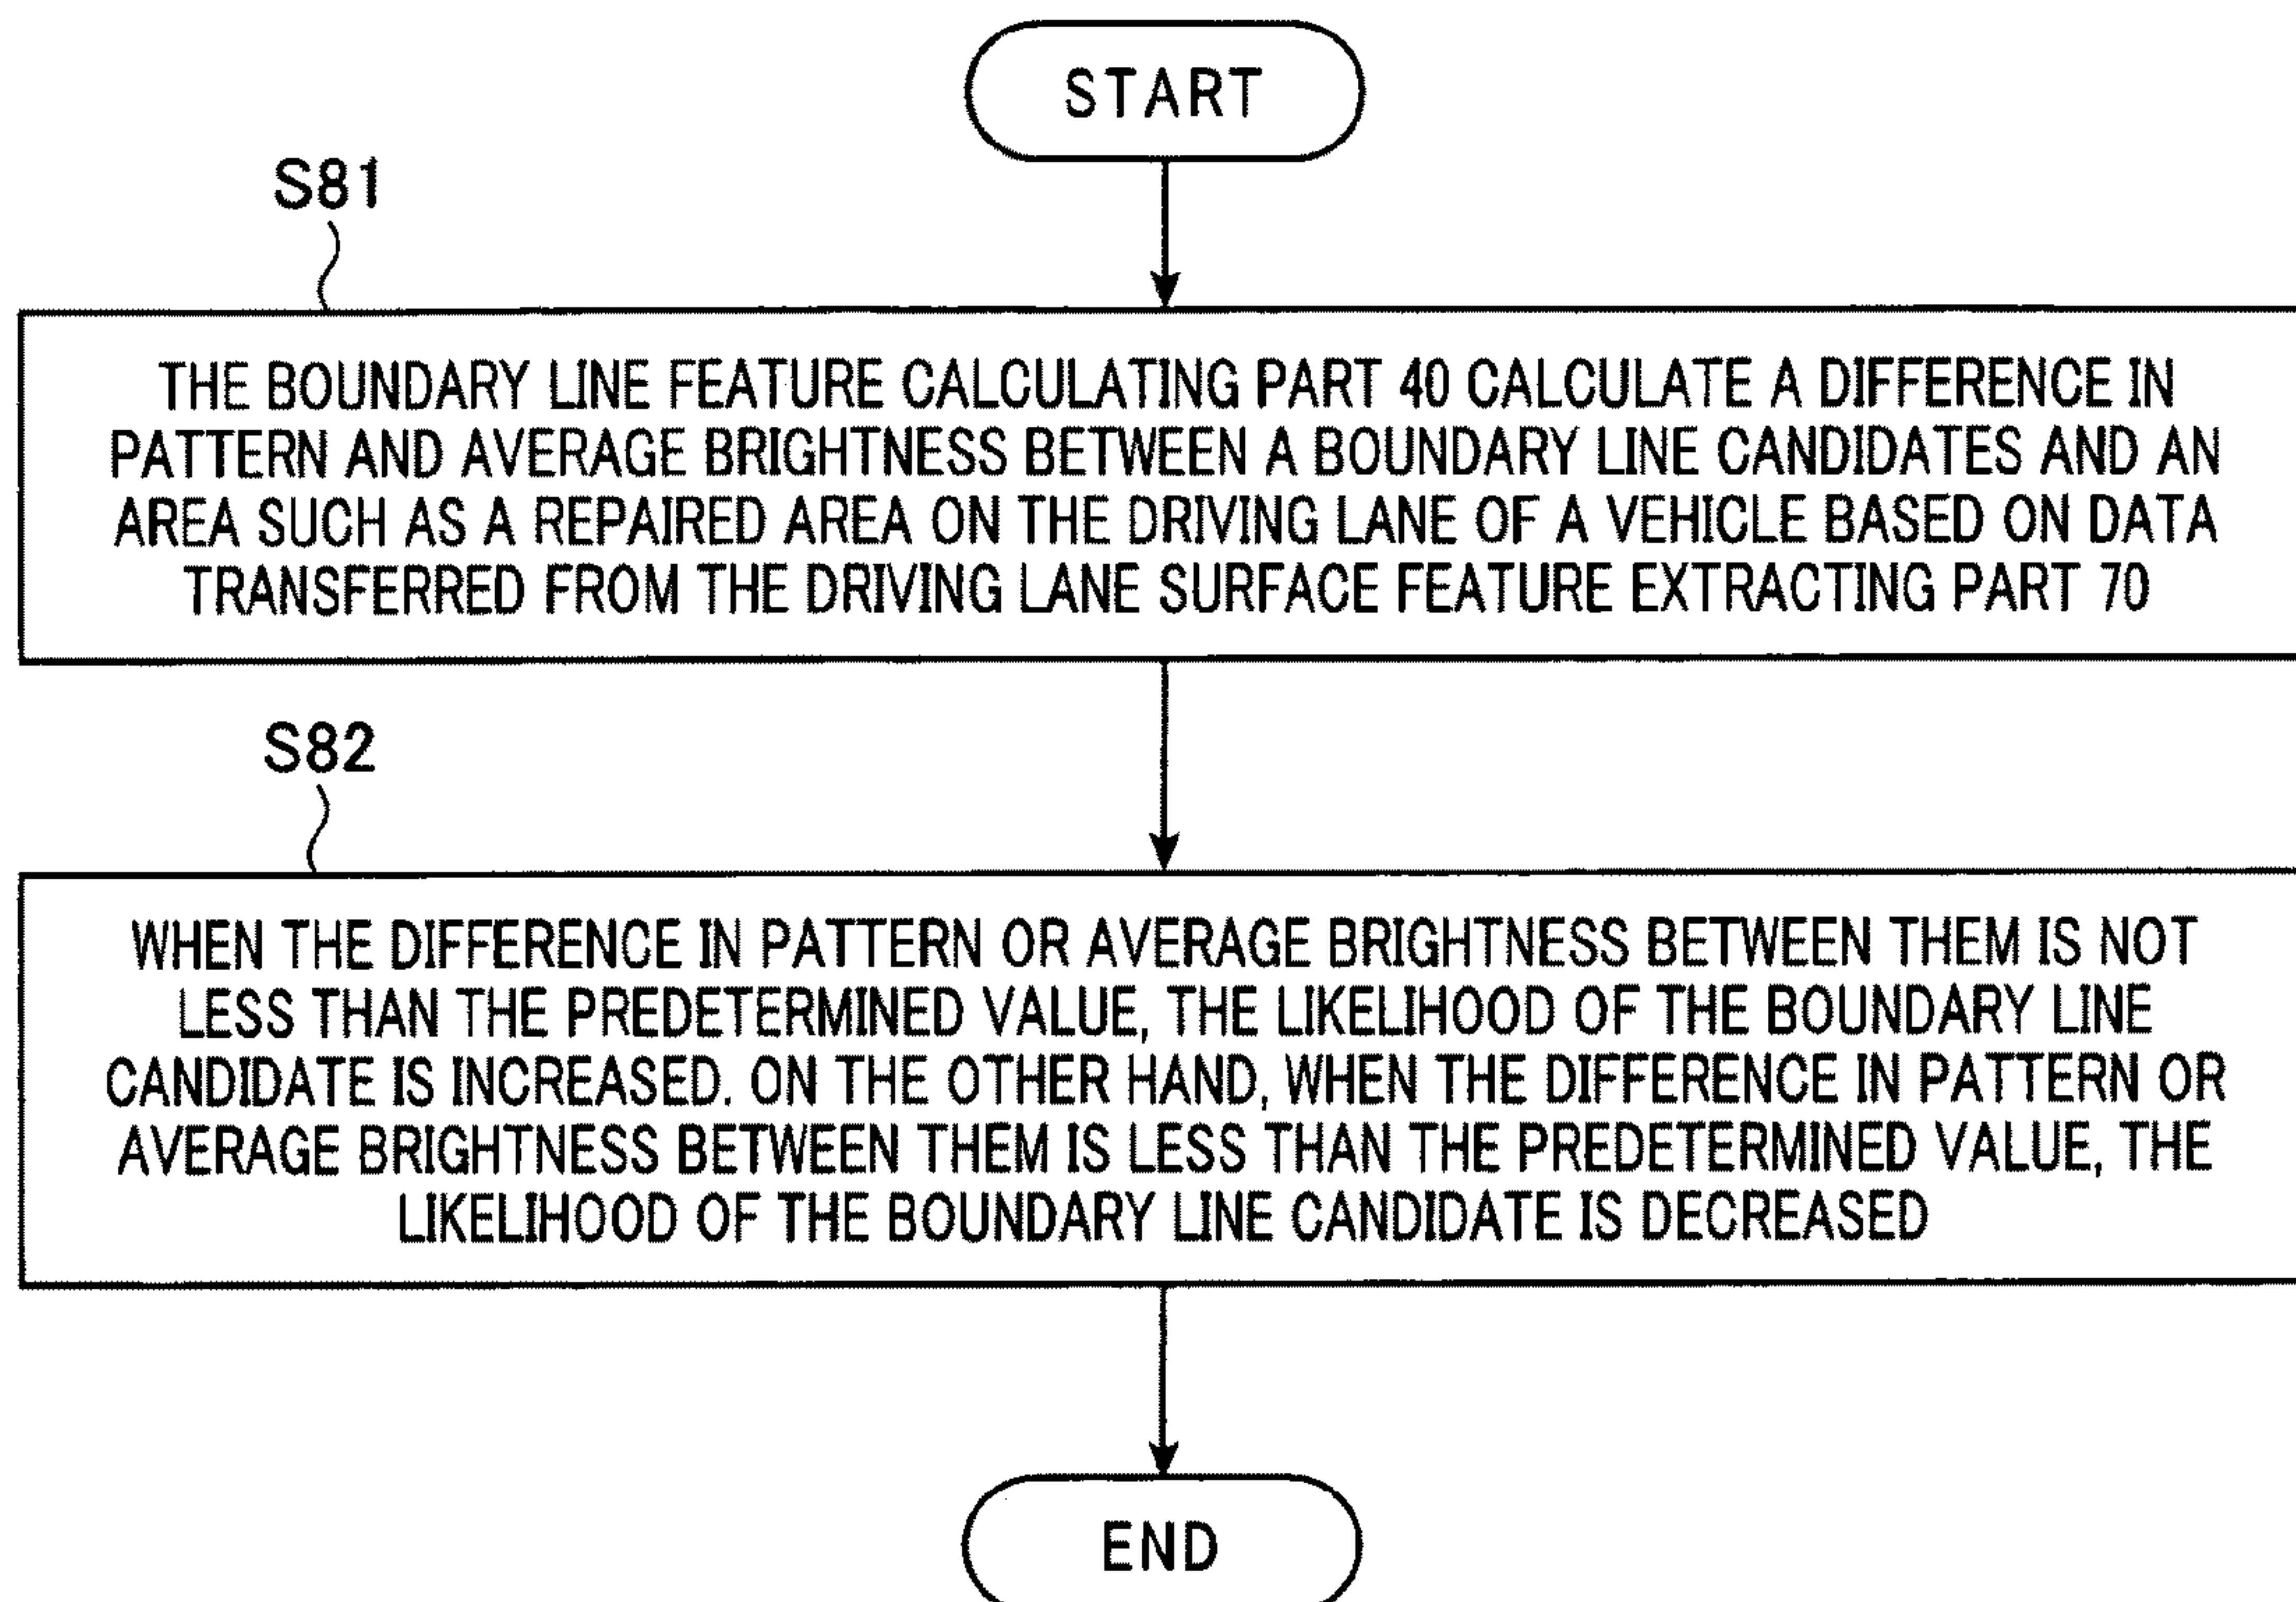 START
S81
THE BOUNDARY LINE FEATURE CALCULATING PART 40 CALCULATE A DIFFERENCE IN
PATTERN AND AVERAGE BRIGHTNESS BETWEEN A BOUNDARY LINE CANDIDATES AND AN
AREA SUCH AS A REPAIRED AREA ON THE DRIVING LANE OF A VEHICLE BASED ON DATA
TRANSFERRED FROM THE DRIVING LANE SURFACE FEATURE EXTRACTING PART 70
S82
WHEN THE DIFFERENCE IN PATTERN OR AVERAGE BRIGHTNESS BETWEEN THEM IS NOT
LESS THAN THE PREDETERMINED VALUE, THE LIKELIHOOD OF THE BOUNDARY LINE
CANDIDATE IS INCREASED. ON THE OTHER HAND, WHEN THE DIFFERENCE IN PATTERN OR
AVERAGE BRIGHTNESS BETWEEN THEM IS LESS THAN THE PREDETERMINED VALUE, THE
LIKELIHOOD OF THE BOUNDARY LINE CANDIDATE IS DECREASED
END